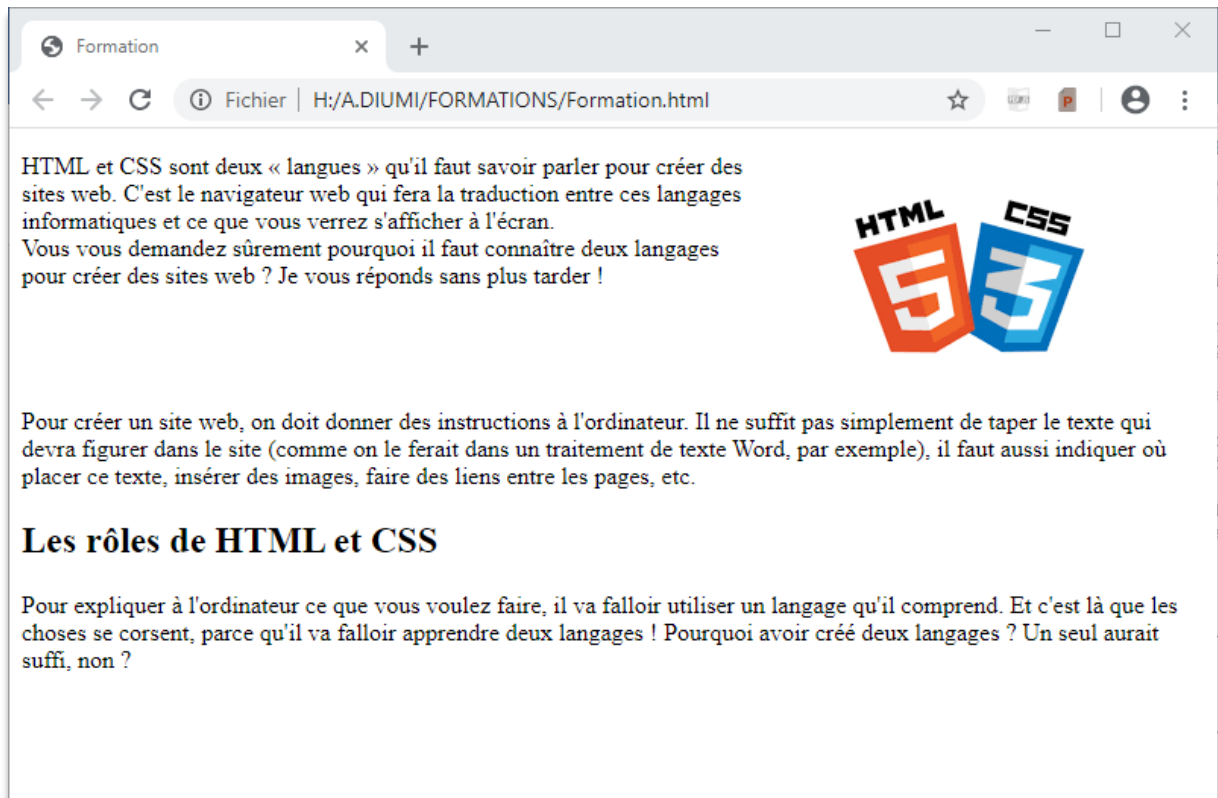 Formation
Fichier | H:/A.DIUMI/FORMATIONS/Formation.html
P
HTML et CSS sont deux « langues » qu'il faut savoir parler pour créer des
sites web. C'est le navigateur web qui fera la traduction entre ces langages
informatiques et ce que vous verrez s'afficher à l'écran.
Vous vous demandez sûrement pourquoi il faut connaître deux langages
pour créer des sites web ? Je vous réponds sans plus tarder !
HTML CSS
5 3
Pour créer un site web, on doit donner des instructions à l'ordinateur. Il ne suffit pas simplement de taper le texte qui
devra figurer dans le site (comme on le ferait dans un traitement de texte Word, par exemple), il faut aussi indiquer où
placer ce texte, insérer des images, faire des liens entre les pages, etc.
Les rôles de HTML et CSS
Pour expliquer à l'ordinateur ce que vous voulez faire, il va falloir utiliser un langage qu'il comprend. Et c'est là que les
choses se corsent, parce qu'il va falloir apprendre deux langages ! Pourquoi avoir créé deux langages ? Un seul aurait
suffi, non ?